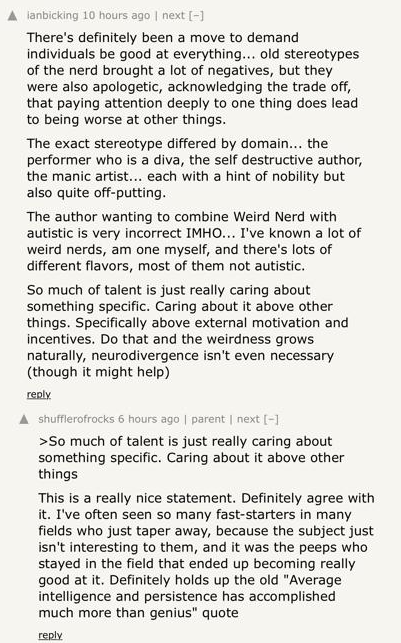 ▲ ianbicking 10 hours ago | next [–]
There's definitely been a move to demand
individuals be good at everything... old stereotypes
of the nerd brought a lot of negatives, but they
were also apologetic, acknowledging the trade off,
that paying attention deeply to one thing does lead
to being worse at other things.
The exact stereotype differed by domain... the
performer who is a diva, the self destructive author,
the manic artist... each with a hint of nobility but
also quite off-putting.
The author wanting to combine Weird Nerd with
autistic is very incorrect IMHO... I've known a lot of
weird nerds, am one myself, and there's lots of
different flavors, most of them not autistic.
So much of talent is just really caring about
something specific. Caring about it above other
things. Specifically above external motivation and
incentives. Do that and the weirdness grows
naturally, neurodivergence isn't even necessary
(though it might help)
reply
▲ shufflerofrocks 6 hours ago | parent | next [–]
>So much of talent is just really caring about
something specific. Caring about it above other
things
This is a really nice statement. Definitely agree with
it. I've often seen so many fast-starters in many
fields who just taper away, because the subject just
isn't interesting to them, and it was the peeps who
stayed in the field that ended up becoming really
good at it. Definitely holds up the old "Average
intelligence and persistence has accomplished
much more than genius" quote
reply